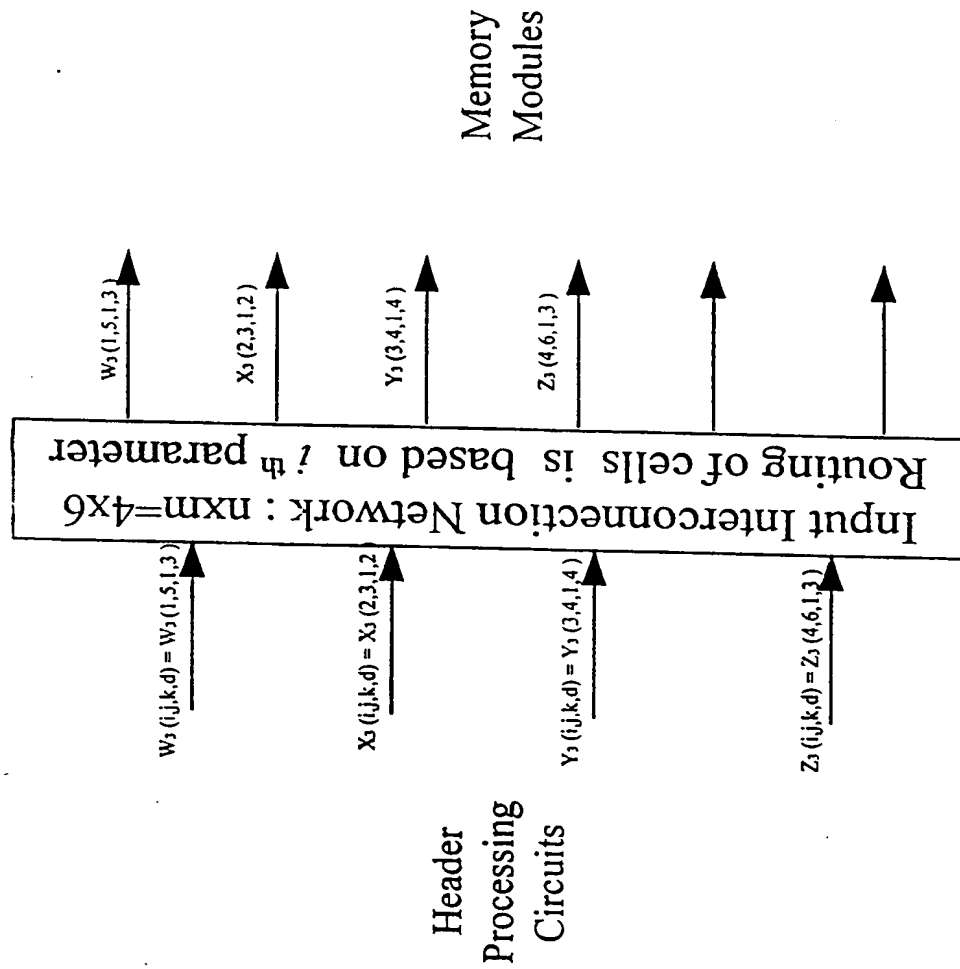 Header
Processing
Circuits
W₃ (i,j,k,d) = W₃ (1,5,1,3)
X₃ (i,j,k,d) = X₃ (2,3,1,2)
Y₃ (i,j,k,d) = Y₃ (3,4,1,4)
Z₃ (i,j,k,d) = Z₃ (4,6,1,3)
Input Interconnection Network : nxm=4x6
Routing of cells is based on i th parameter
W₃ (1,5,1,3)
X₃ (2,3,1,2)
Y₃ (3,4,1,4)
Z₃ (4,6,1,3)
Memory
Modules